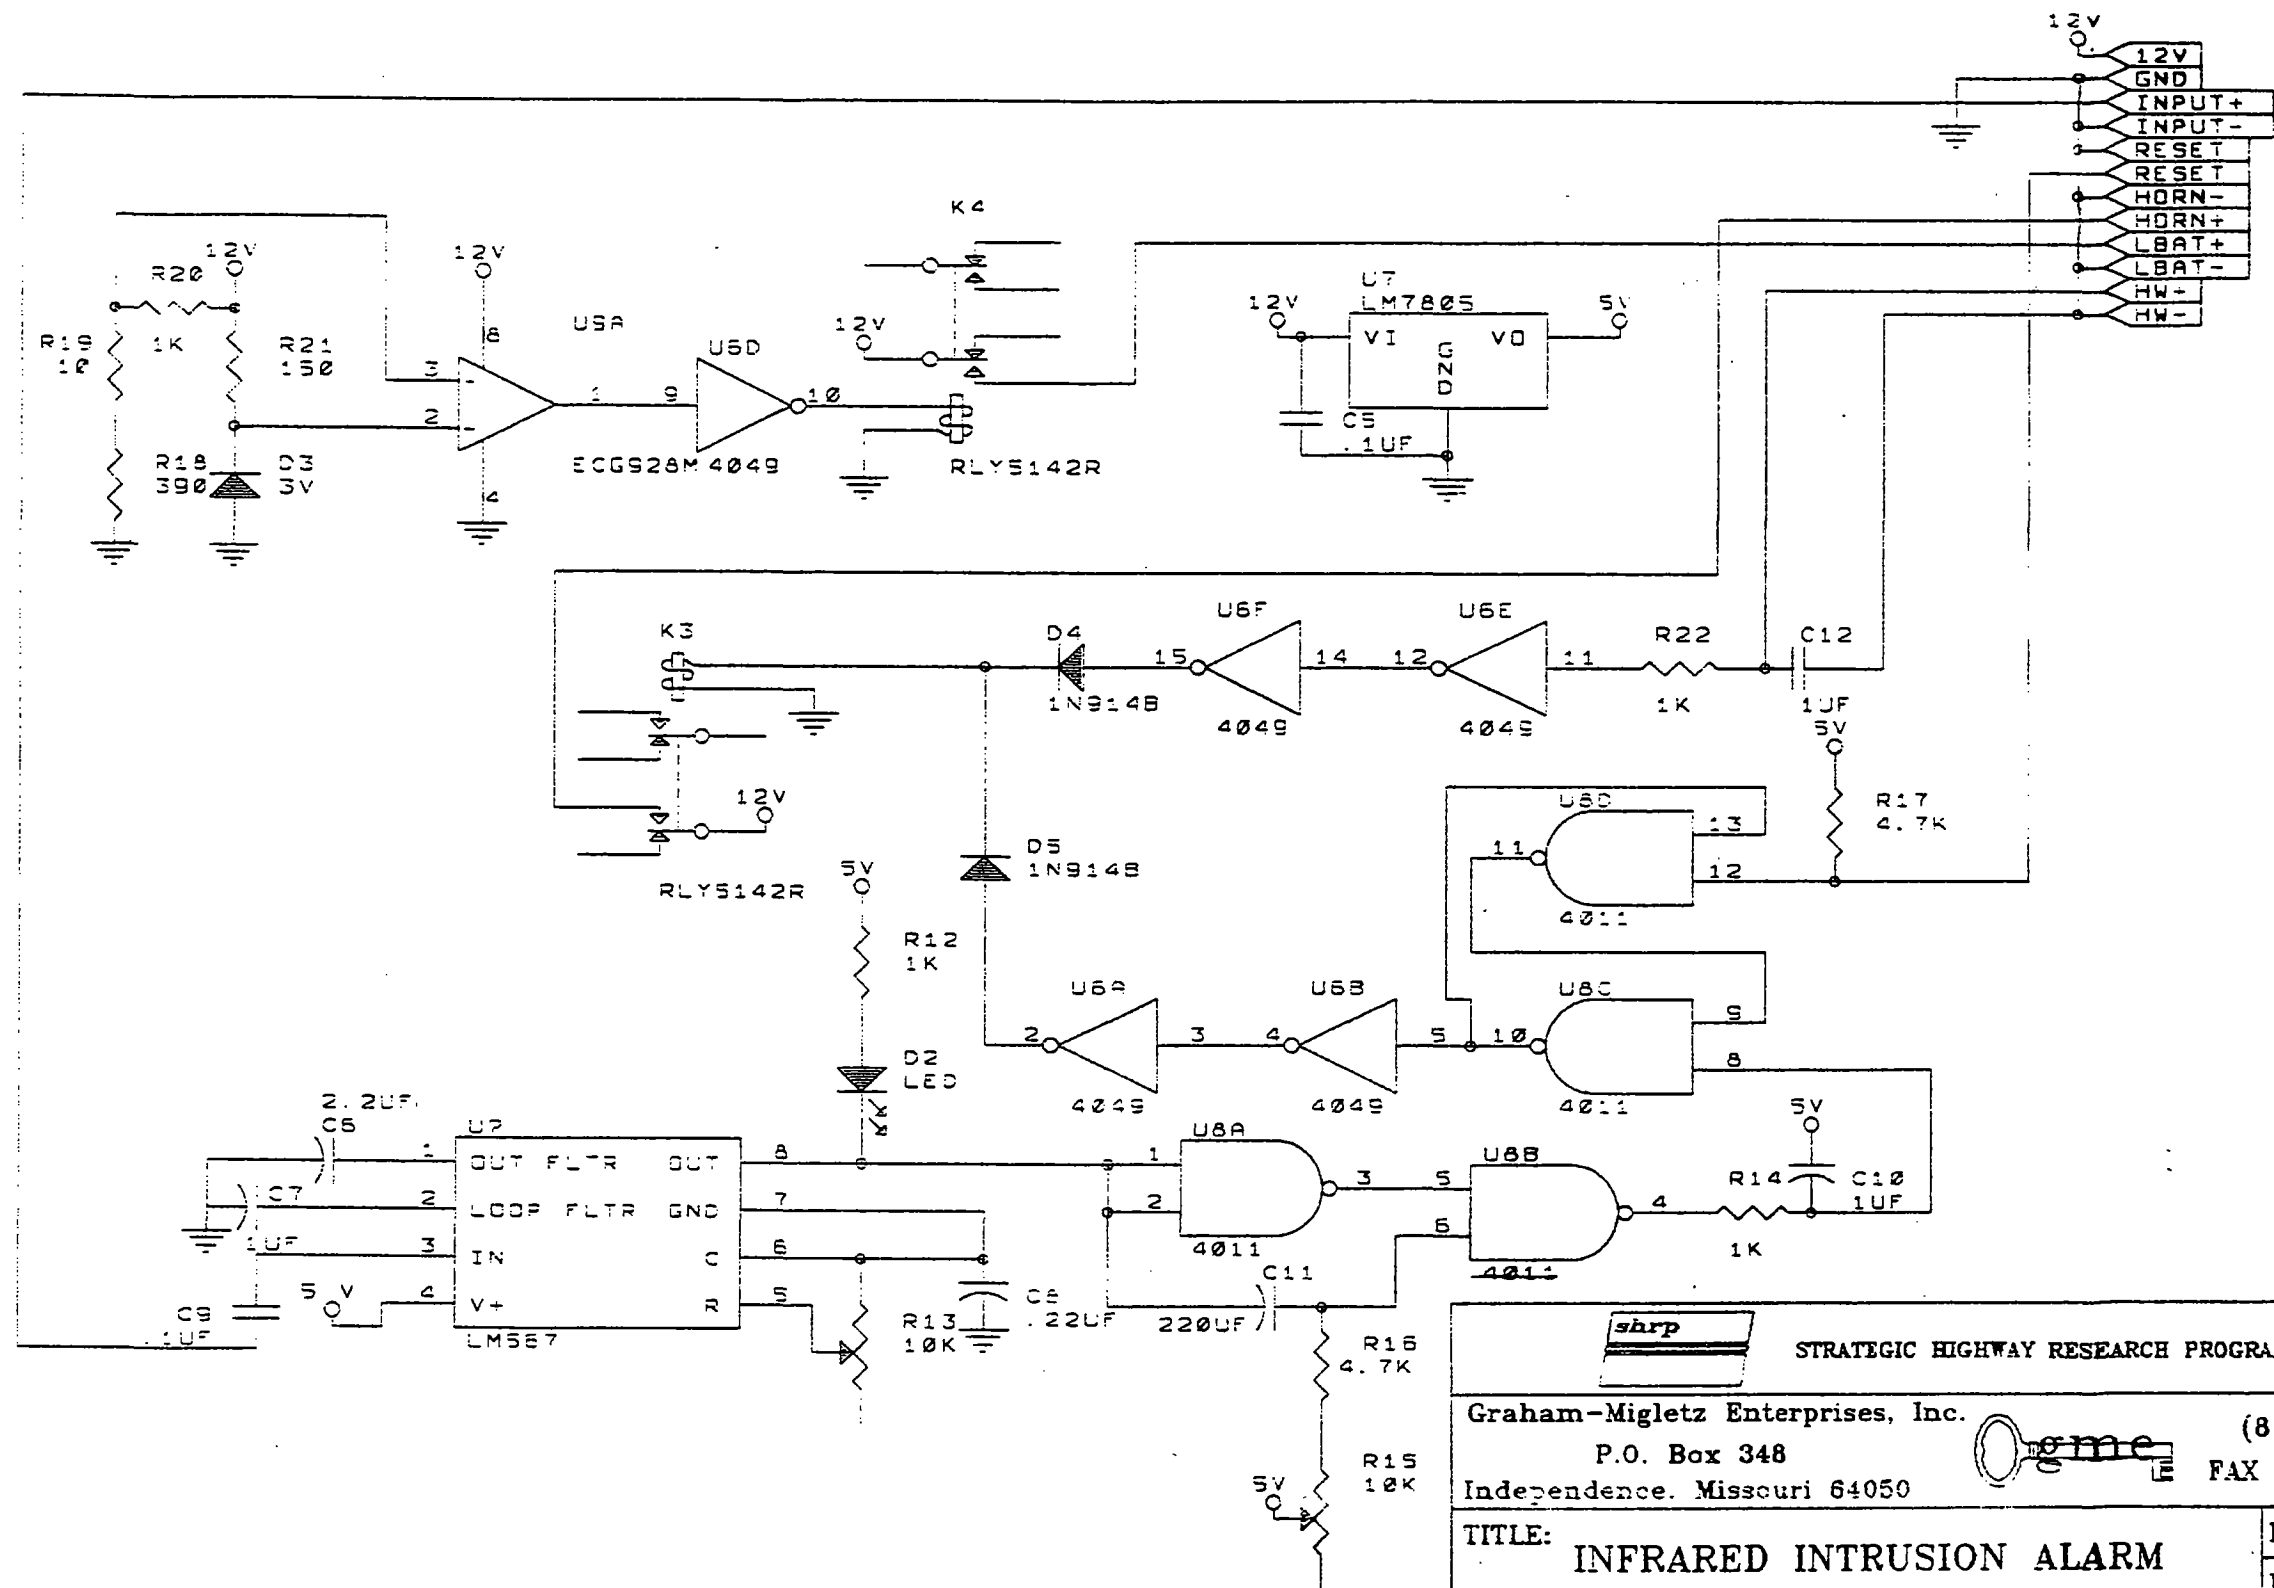 12V
12V
GND
INPUT+
INPUT-
RESET
RESET
HORN-
HORN+
LBAT+
LBAT-
HW+
HW-
K4
12V
R20
1K
R19
10
R21
150
R18
390
D3
3V
12V
8
U5A
3
-
2
-
1
4
ECG928M
U6D
9
10
4049
12V
RLY5142R
U7
LM7805
12V
5V
VI
VO
GND
C5
.1UF
K3
D4
1N914B
U6F
15
14
4049
U6E
12
11
4049
R22
1K
C12
1UF
5V
R17
4.7K
12V
RLY5142R
D5
1N914B
U8D
11
13
12
4011
5V
R12
1K
D2
LED
U6A
2
3
4049
U6B
4
5
4049
U8C
10
9
8
4011
2.2UF
C6
C7
1UF
C9
.1UF
5 V
U?
1
OUT FLTR
OUT
8
2
LOOP FLTR
GND
7
3
IN
C
6
4
V+
R
5
LM567
R13
10K
C8
.22UF
U8A
1
2
3
4011
U8B
5
6
4
4011
C11
220UF
R14
1K
5V
C10
1UF
R16
4.7K
R15
10K
5V
shrp
STRATEGIC HIGHWAY RESEARCH PROGRA
Graham-Migletz Enterprises, Inc.
P.O. Box 348
Independence. Missouri 64050
gme
(8
FAX
TITLE:
INFRARED INTRUSION ALARM